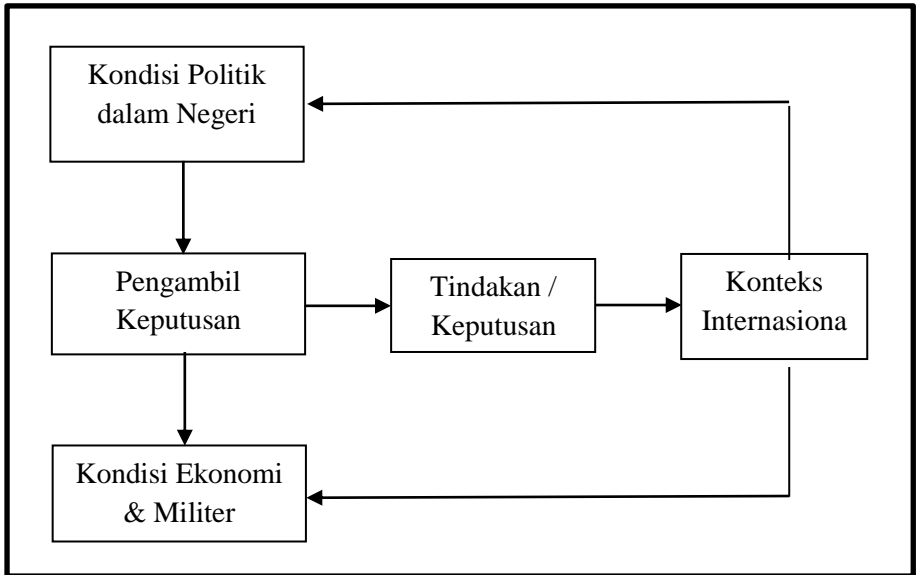 Kondisi Politik
dalam Negeri
Pengambil
Keputusan
Tindakan /
Keputusan
Konteks
Internasiona
Kondisi Ekonomi
& Militer